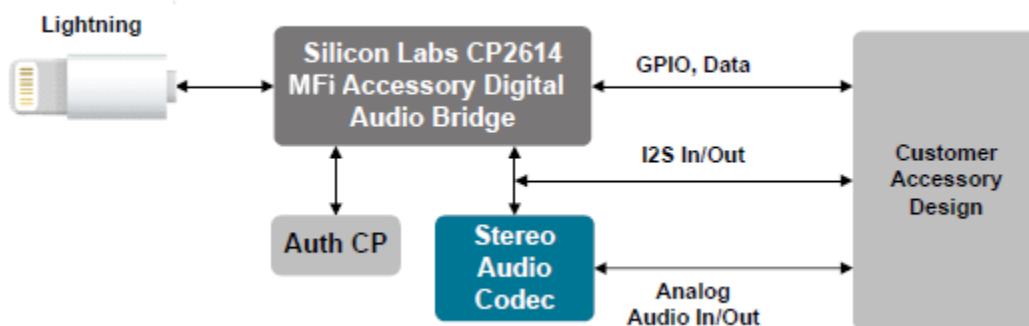 Lightning
Silicon Labs CP2614
MFi Accessory Digital
Audio Bridge
GPIO, Data
I2S In/Out
Customer
Accessory
Design
Auth CP
Stereo
Audio
Codec
Analog
Audio In/Out